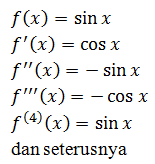 f(x) = sin x
f′(x) = cos x
f″(x) = − sin x
f‴(x) = − cos x
f⁽⁴⁾(x) = sin x
dan seterusnya